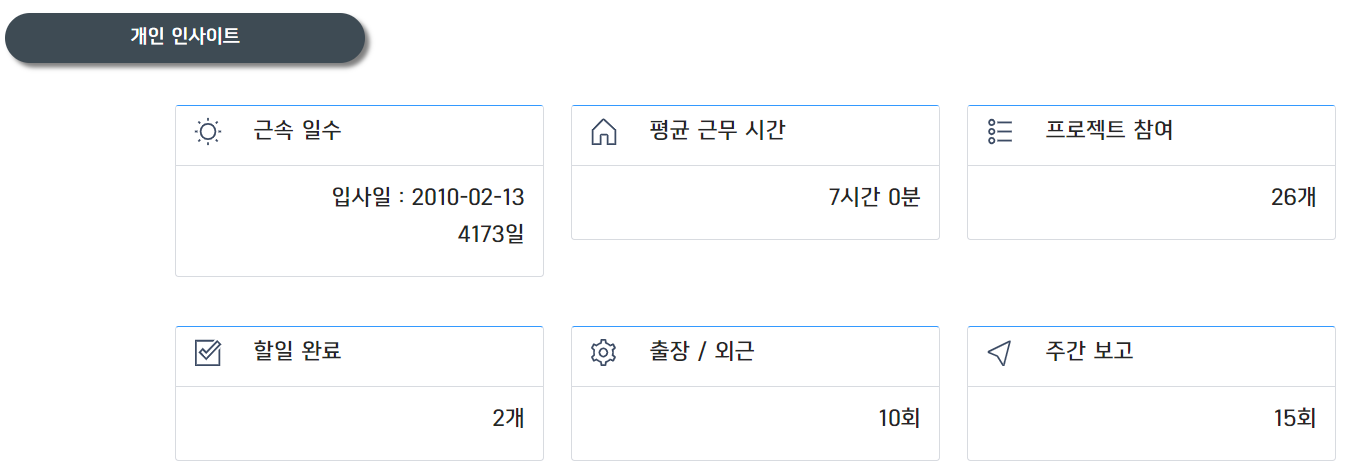 개인 인사이트
근속 일수
입사일 : 2010-02-13
4173일
평균 근무 시간
7시간 0분
프로젝트 참여
26개
할일 완료
2개
출장 / 외근
10회
주간 보고
15회